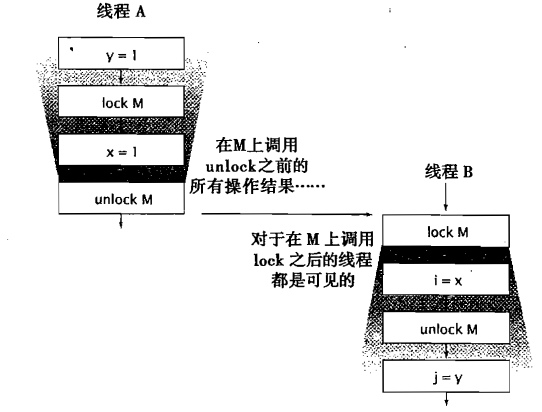 线程 A
y = 1
lock M
x = 1
unlock M
在M上调用
unlock之前的
所有操作结果……
线程 B
lock M
对于在 M 上调用
lock 之后的线程
都是可见的
i = x
unlock M
j = y